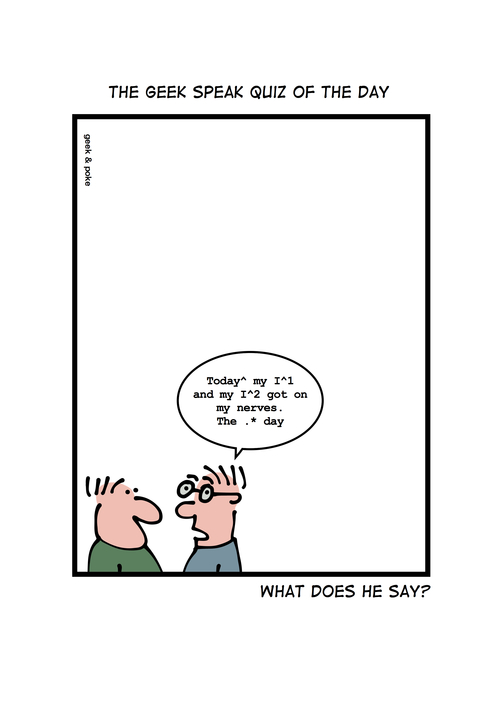 THE GEEK SPEAK QUIZ OF THE DAY
geek & poke
Today^ my I^1
and my I^2 got on
my nerves.
The .* day
WHAT DOES HE SAY?